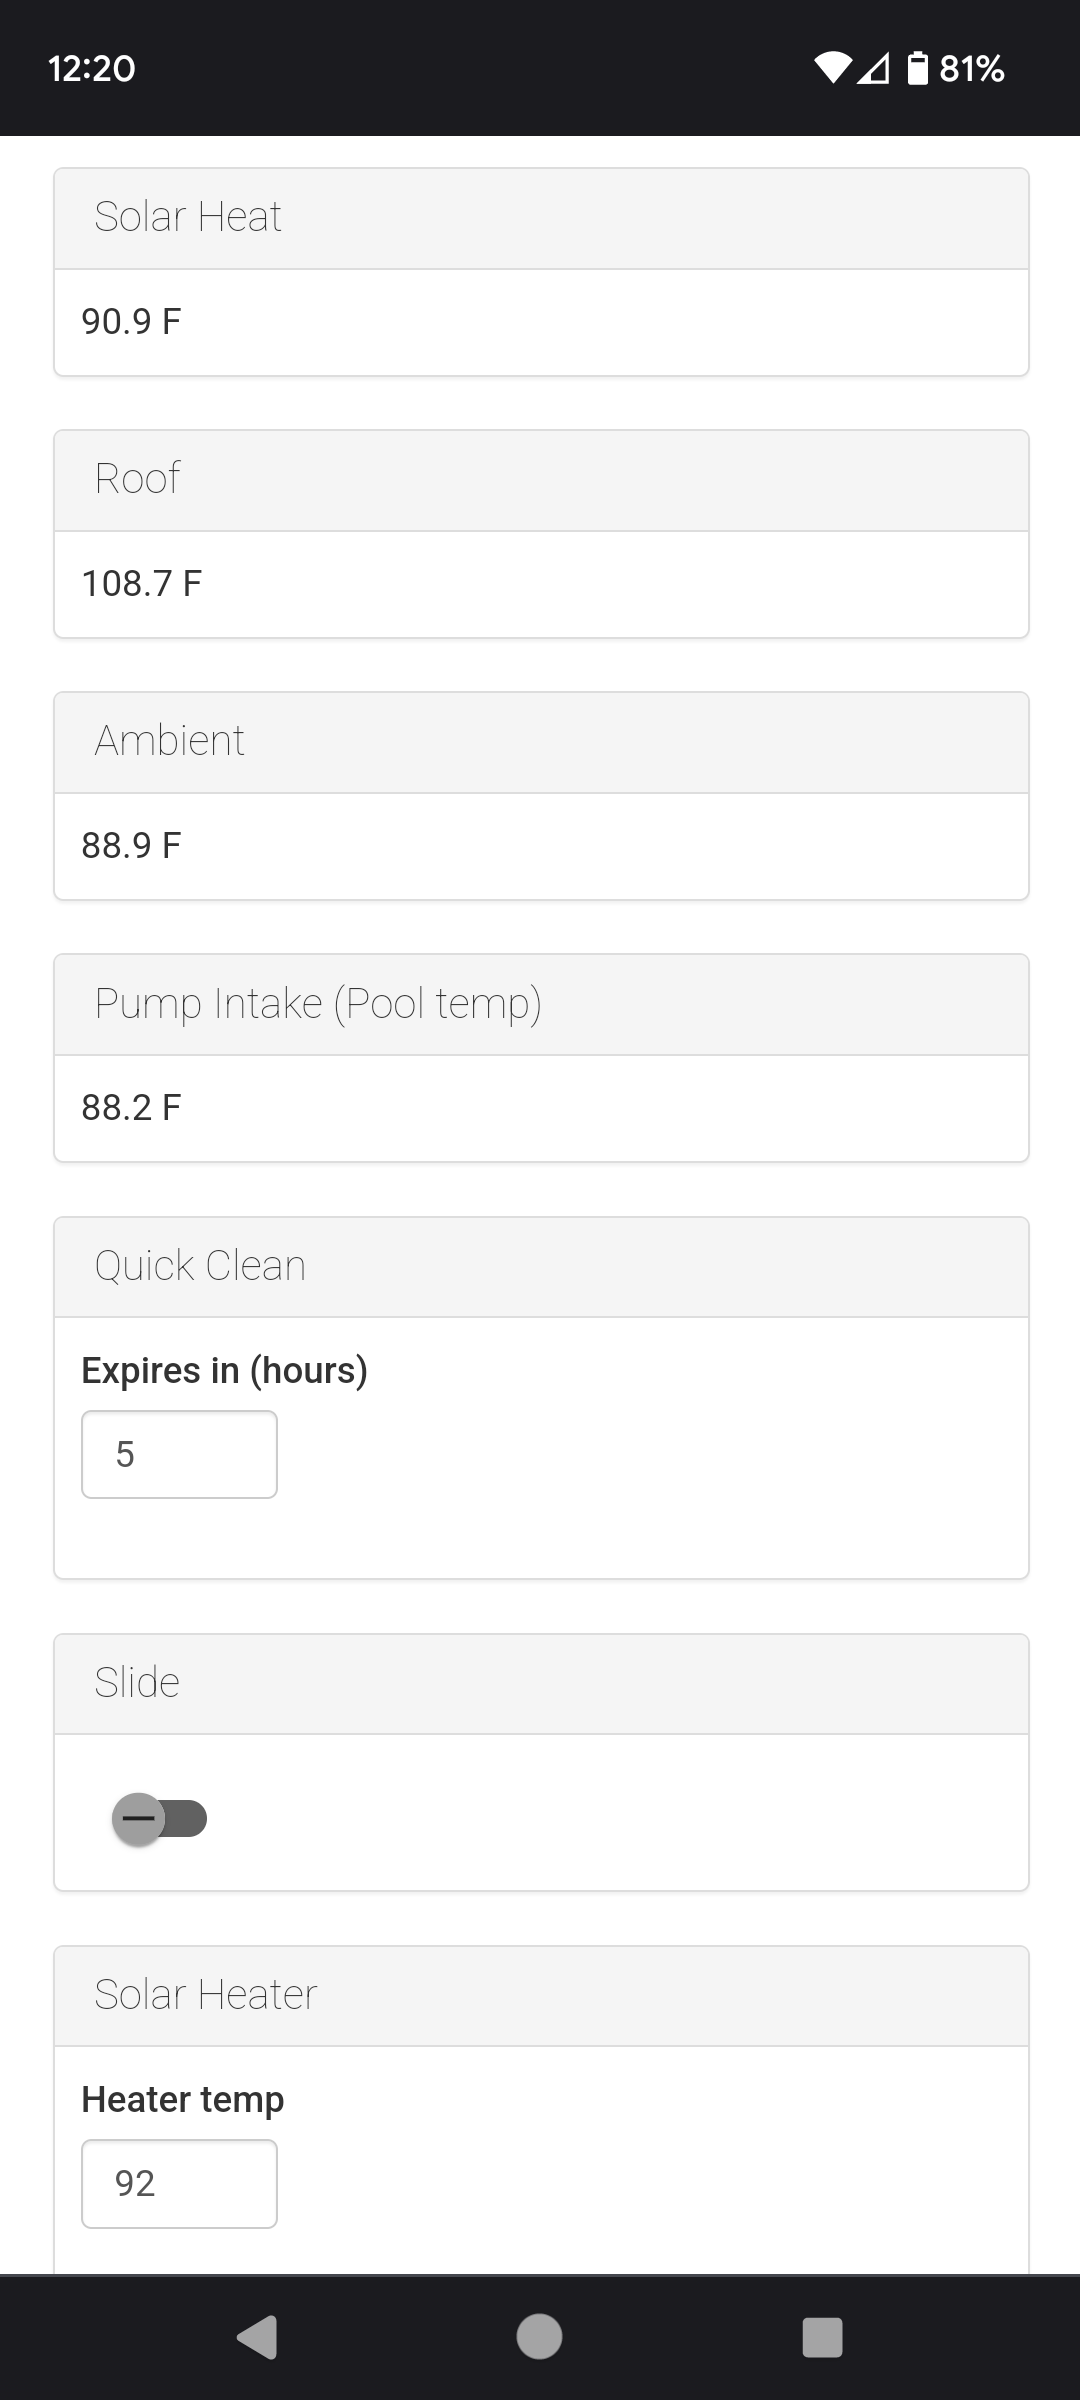 12:20
81%
Solar Heat
90.9 F
Roof
108.7 F
Ambient
88.9 F
Pump Intake (Pool temp)
88.2 F
Quick Clean
Expires in (hours)
5
Slide
Solar Heater
Heater temp
92